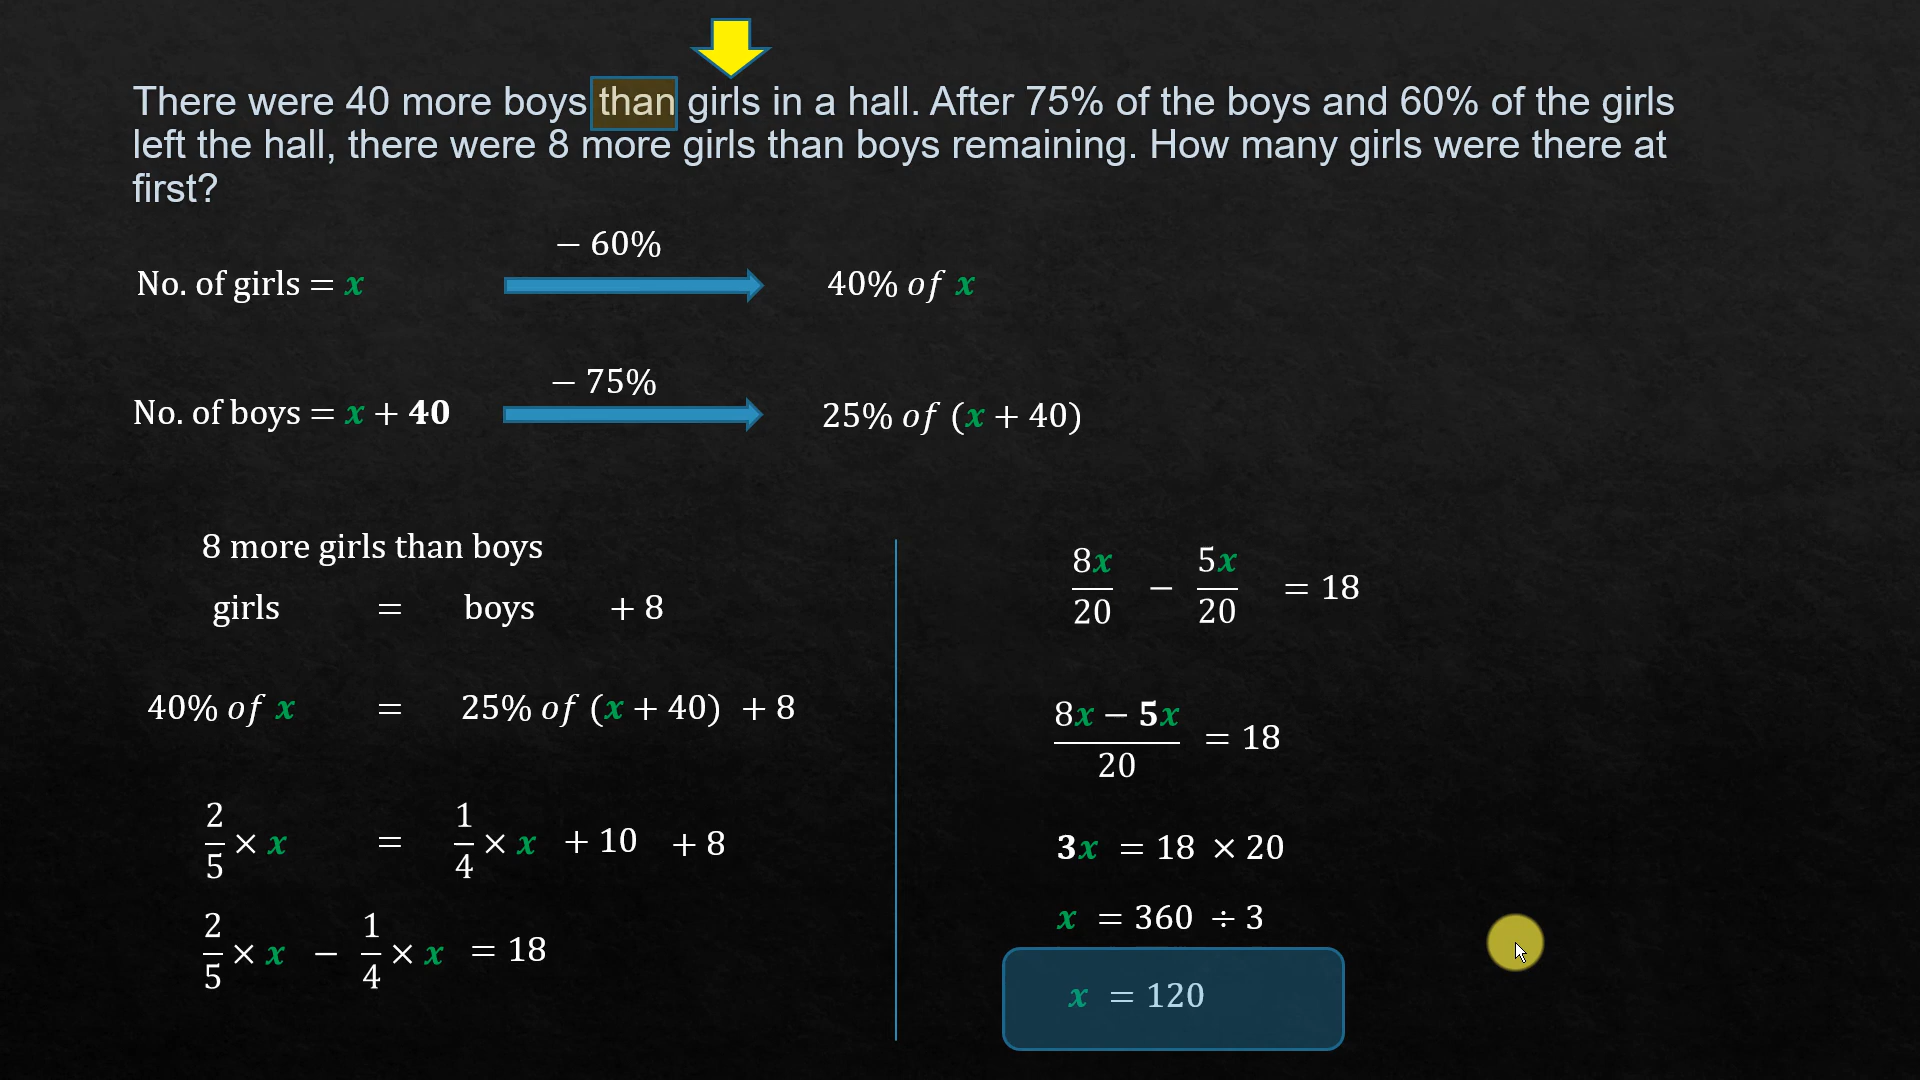 There were 40 more boys than girls in a hall. After 75% of the boys and 60% of the girls
left the hall, there were 8 more girls than boys remaining. How many girls were there at
first?
− 60%
No. of girls = x 40% of x
− 75%
No. of boys = x + 40 25% of (x + 40)
8 more girls than boys
girls = boys + 8
40% of x = 25% of (x + 40) + 8
2/5 × x = 1/4 × x + 10 + 8
2/5 × x − 1/4 × x = 18
8x/20 − 5x/20 = 18
8x − 5x/20 = 18
3x = 18 × 20
x = 360 ÷ 3
x = 120